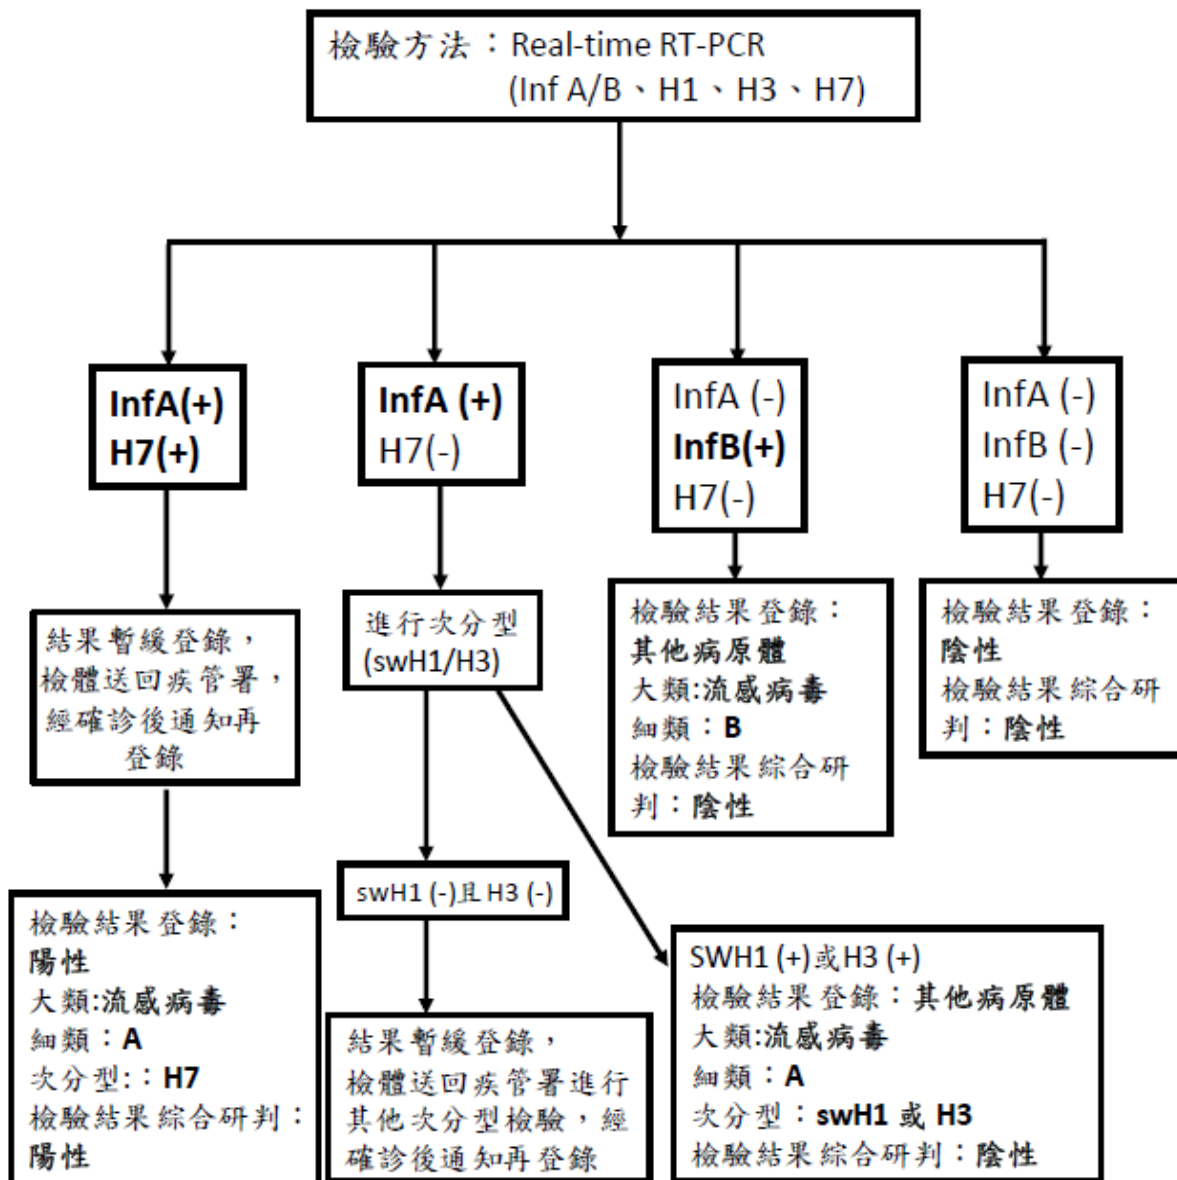 檢驗方法：Real-time RT-PCR
(Inf A/B、H1、H3、H7)
InfA(+)
H7(+)
InfA (+)
H7(-)
InfA (-)
InfB(+)
H7(-)
InfA (-)
InfB (-)
H7(-)
結果暫緩登錄，
檢體送回疾管署，
經確診後通知再
登錄
進行次分型
(swH1/H3)
檢驗結果登錄：
其他病原體
大類:流感病毒
細類：B
檢驗結果綜合研
判：陰性
檢驗結果登錄：
陰性
檢驗結果綜合研
判：陰性
swH1 (-)且H3 (-)
檢驗結果登錄：
陽性
大類:流感病毒
細類：A
次分型:：H7
檢驗結果綜合研判：
陽性
結果暫緩登錄，
檢體送回疾管署進行
其他次分型檢驗，經
確診後通知再登錄
SWH1 (+)或H3 (+)
檢驗結果登錄：其他病原體
大類:流感病毒
細類：A
次分型：swH1 或 H3
檢驗結果綜合研判：陰性